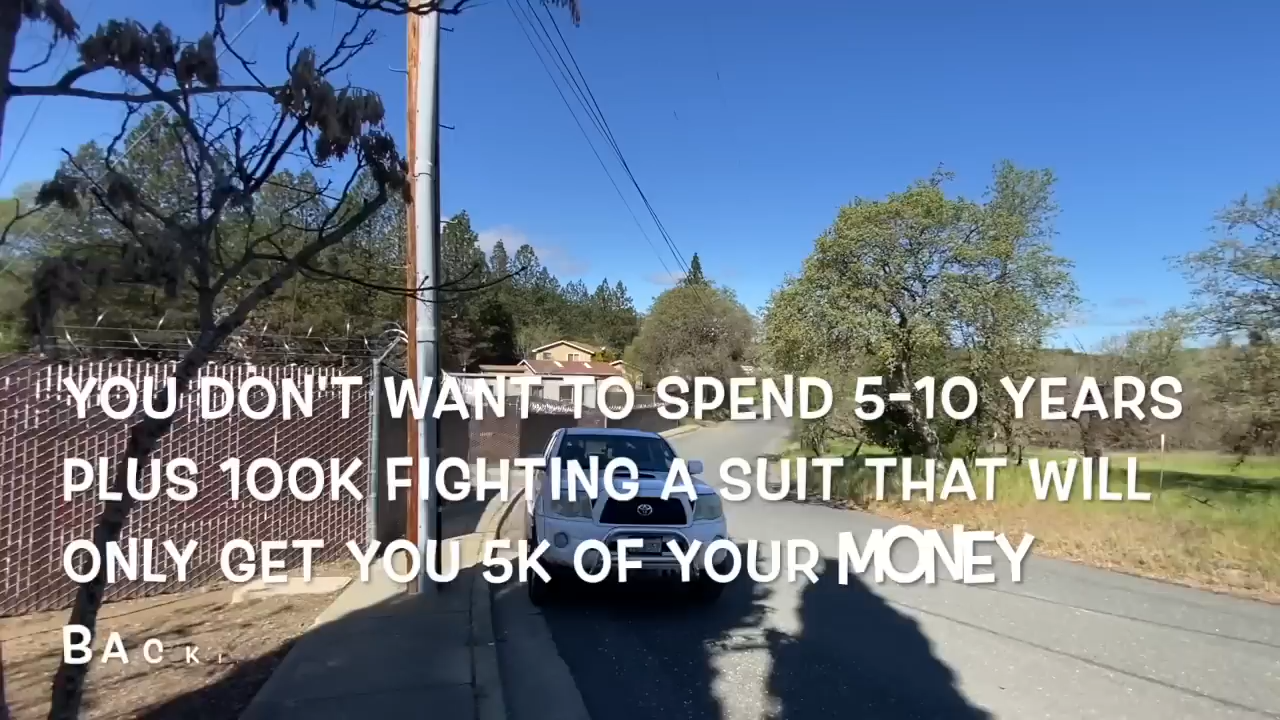 YOU DON'T WANT TO SPEND 5-10 YEARS
PLUS 100K FIGHTING A SUIT THAT WILL
ONLY GET YOU 5K OF YOUR MONEY
BACK!